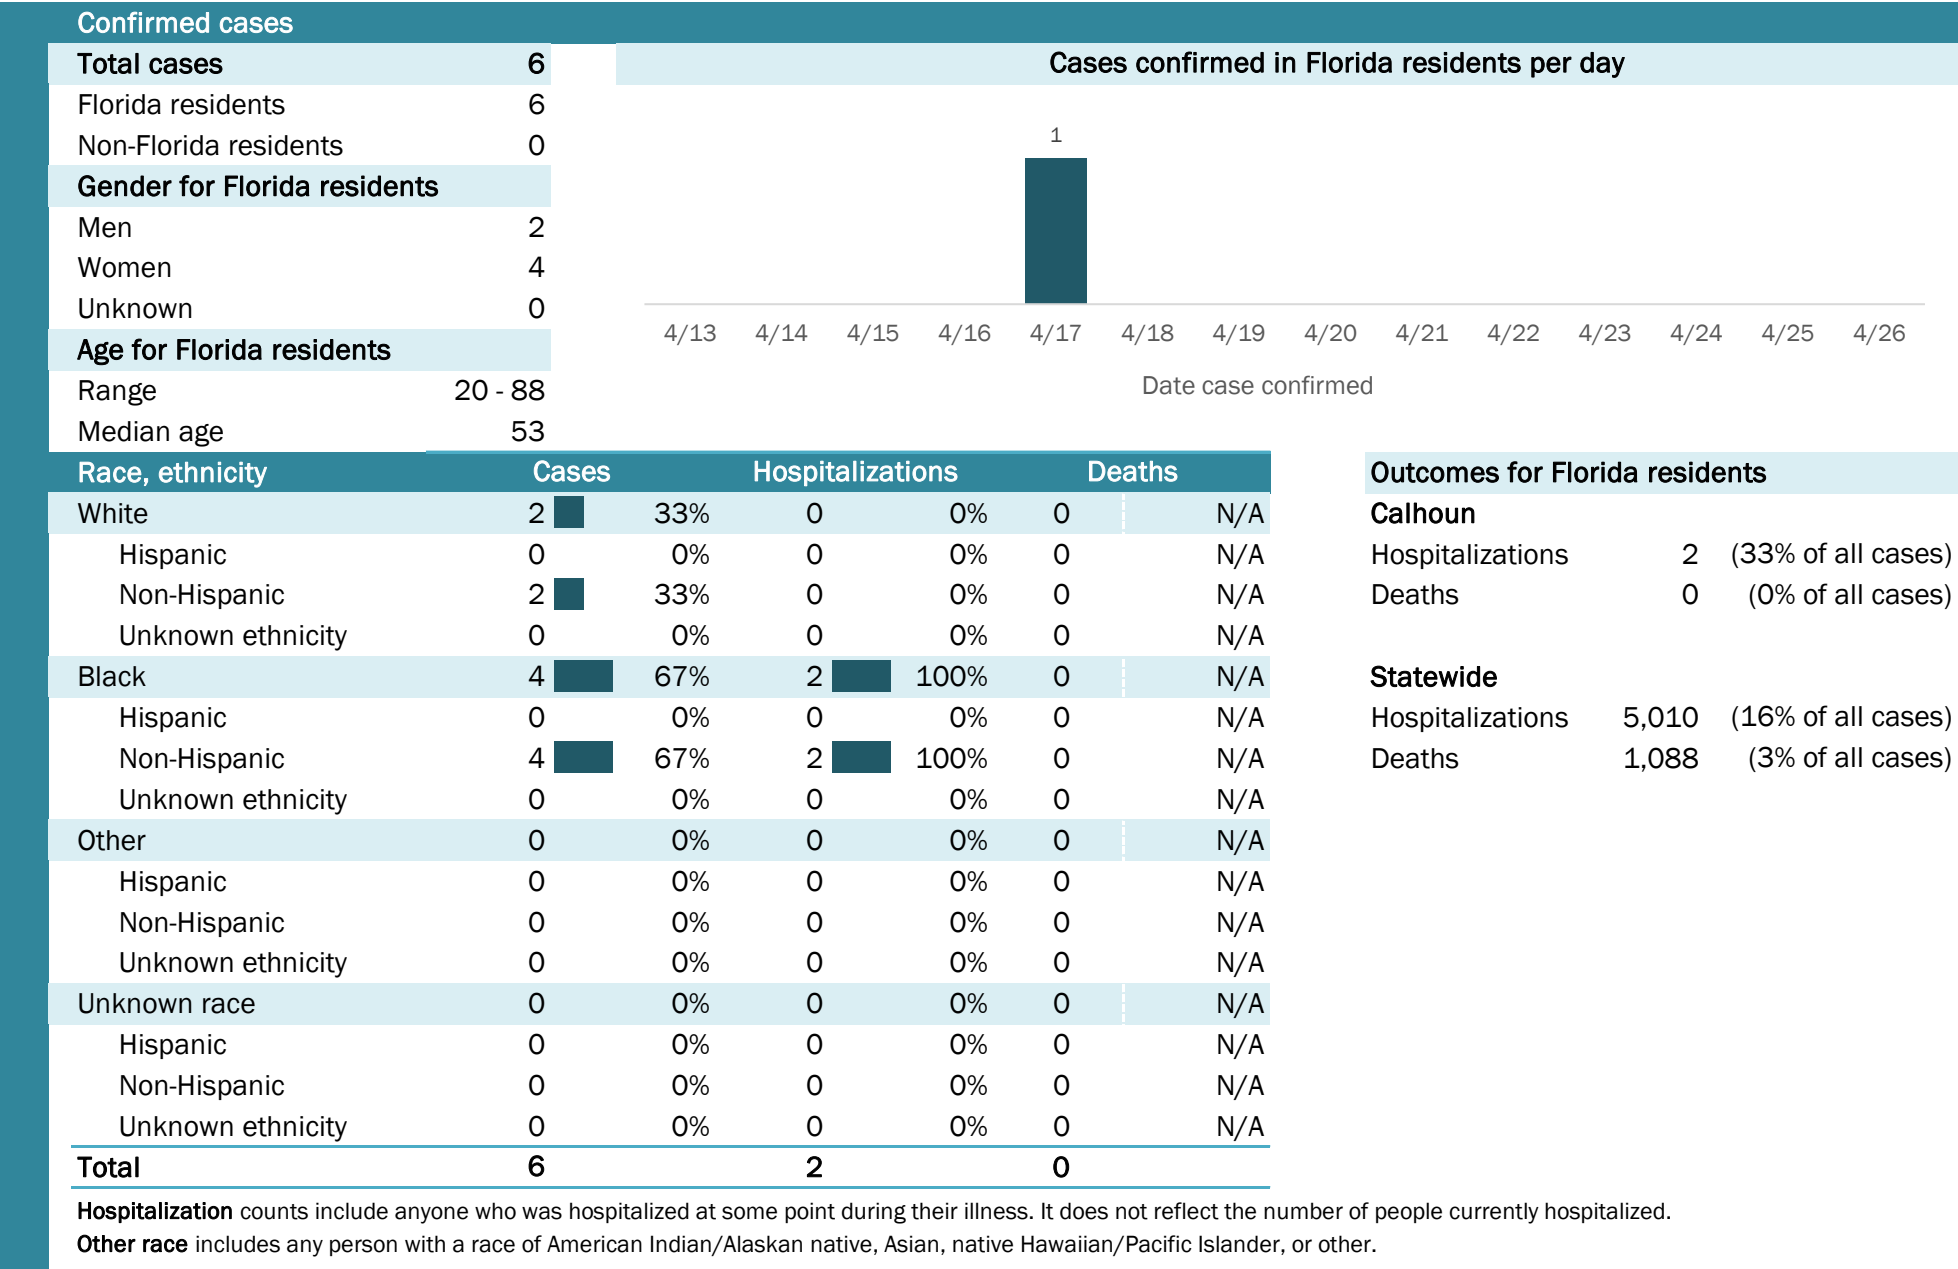 Confirmed cases
Total cases 6
Florida residents 6
Non-Florida residents 0
Gender for Florida residents
Men 2
Women 4
Unknown 0
Age for Florida residents
Range 20 - 88
Median age 53
Cases confirmed in Florida residents per day
1
4/13 4/14 4/15 4/16 4/17 4/18 4/19 4/20 4/21 4/22 4/23 4/24 4/25 4/26
Date case confirmed
Race, ethnicity Cases Hospitalizations Deaths
White 2 33% 0 0% 0 N/A
Hispanic 0 0% 0 0% 0 N/A
Non-Hispanic 2 33% 0 0% 0 N/A
Unknown ethnicity 0 0% 0 0% 0 N/A
Black 4 67% 2 100% 0 N/A
Hispanic 0 0% 0 0% 0 N/A
Non-Hispanic 4 67% 2 100% 0 N/A
Unknown ethnicity 0 0% 0 0% 0 N/A
Other 0 0% 0 0% 0 N/A
Hispanic 0 0% 0 0% 0 N/A
Non-Hispanic 0 0% 0 0% 0 N/A
Unknown ethnicity 0 0% 0 0% 0 N/A
Unknown race 0 0% 0 0% 0 N/A
Hispanic 0 0% 0 0% 0 N/A
Non-Hispanic 0 0% 0 0% 0 N/A
Unknown ethnicity 0 0% 0 0% 0 N/A
Total 6 2 0
Outcomes for Florida residents
Calhoun
Hospitalizations 2 (33% of all cases)
Deaths 0 (0% of all cases)
Statewide
Hospitalizations 5,010 (16% of all cases)
Deaths 1,088 (3% of all cases)
Hospitalization counts include anyone who was hospitalized at some point during their illness. It does not reflect the number of people currently hospitalized.
Other race includes any person with a race of American Indian/Alaskan native, Asian, native Hawaiian/Pacific Islander, or other.